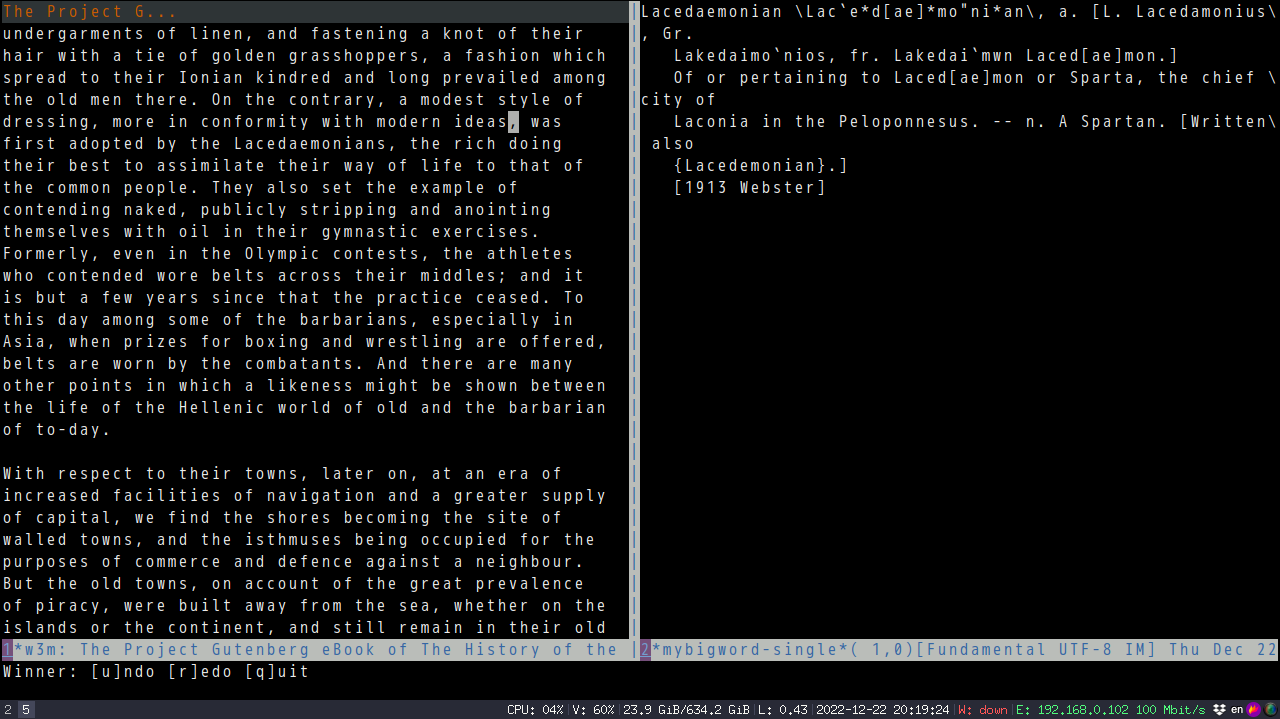 The Project G...
undergarments of linen, and fastening a knot of their
hair with a tie of golden grasshoppers, a fashion which
spread to their Ionian kindred and long prevailed among
the old men there. On the contrary, a modest style of
dressing, more in conformity with modern ideas, was
first adopted by the Lacedaemonians, the rich doing
their best to assimilate their way of life to that of
the common people. They also set the example of
contending naked, publicly stripping and anointing
themselves with oil in their gymnastic exercises.
Formerly, even in the Olympic contests, the athletes
who contended wore belts across their middles; and it
is but a few years since that the practice ceased. To
this day among some of the barbarians, especially in
Asia, when prizes for boxing and wrestling are offered,
belts are worn by the combatants. And there are many
other points in which a likeness might be shown between
the life of the Hellenic world of old and the barbarian
of to-day.
With respect to their towns, later on, at an era of
increased facilities of navigation and a greater supply
of capital, we find the shores becoming the site of
walled towns, and the isthmuses being occupied for the
purposes of commerce and defence against a neighbour.
But the old towns, on account of the great prevalence
of piracy, were built away from the sea, whether on the
islands or the continent, and still remain in their old
1*w3m: The Project Gutenberg eBook of The History of the
Lacedaemonian \Lac`e*d[ae]*mo"ni*an\, a. [L. Lacedamonius\
, Gr.
Lakedaimo`nios, fr. Lakedai`mwn Laced[ae]mon.]
Of or pertaining to Laced[ae]mon or Sparta, the chief \
city of
Laconia in the Peloponnesus. -- n. A Spartan. [Written\
also
{Lacedemonian}.]
[1913 Webster]
2*mybigword-single*( 1,0)[Fundamental UTF-8 IM] Thu Dec 22
Winner: [u]ndo [r]edo [q]uit
2 5 CPU: 04%|V: 60%|23.9 GiB/634.2 GiB|L: 0.43|2022-12-22 20:19:24|W: down|E: 192.168.0.102 100 Mbit/s en